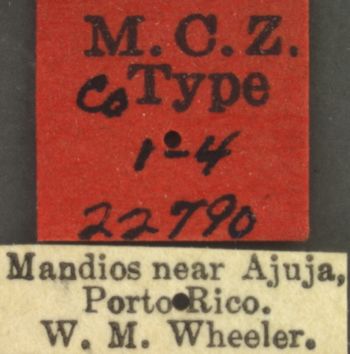 M.C.Z.
CoType
1-4
22790
Mandios near Ajuja,
Porto Rico.
W. M. Wheeler.